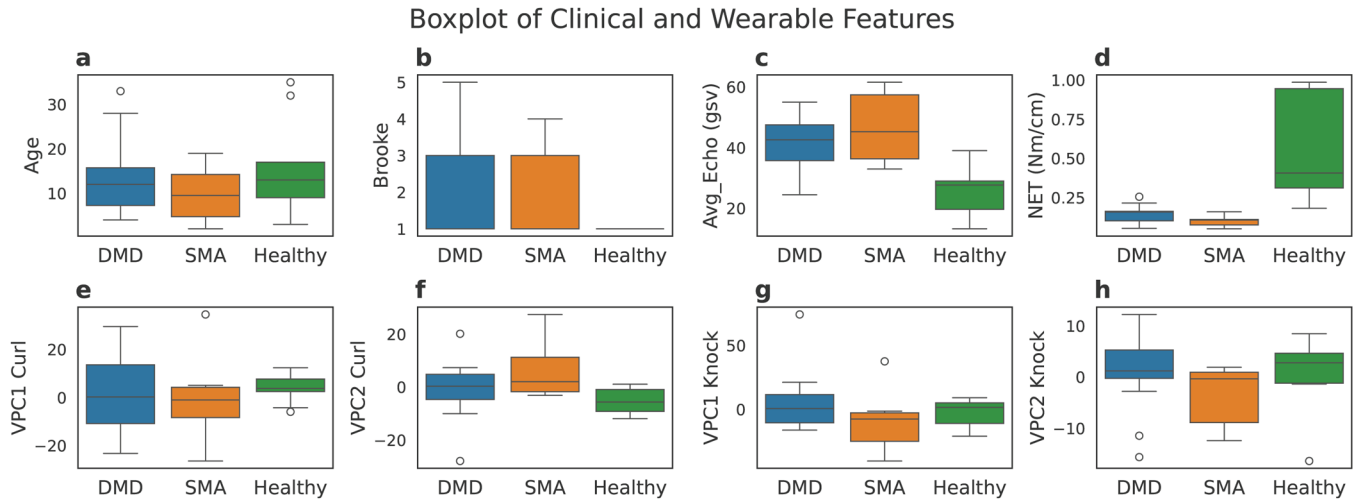 Boxplot of Clinical and Wearable Features
a
Age
30
20
10
DMD SMA Healthy
b
Brooke
5
4
3
2
1
DMD SMA Healthy
c
Avg_Echo (gsv)
60
40
20
DMD SMA Healthy
d
NET (Nm/cm)
1.00
0.75
0.50
0.25
DMD SMA Healthy
e
VPC1 Curl
20
0
−20
DMD SMA Healthy
f
VPC2 Curl
20
0
−20
DMD SMA Healthy
g
VPC1 Knock
50
0
DMD SMA Healthy
h
VPC2 Knock
10
0
−10
DMD SMA Healthy